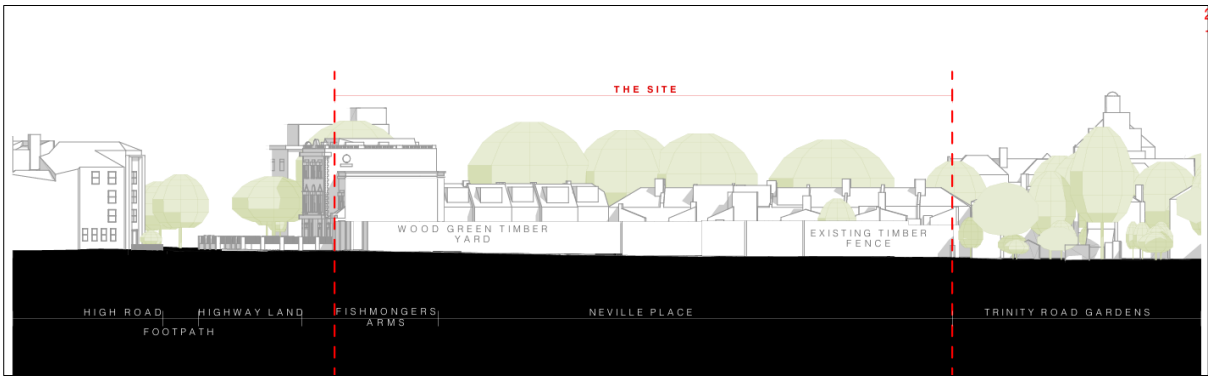 THE SITE
WOOD GREEN TIMBER
YARD
EXISTING TIMBER
FENCE
HIGH ROAD
FOOTPATH
HIGHWAY LAND
FISHMONGERS
ARMS
NEVILLE PLACE
TRINITY ROAD GARDENS